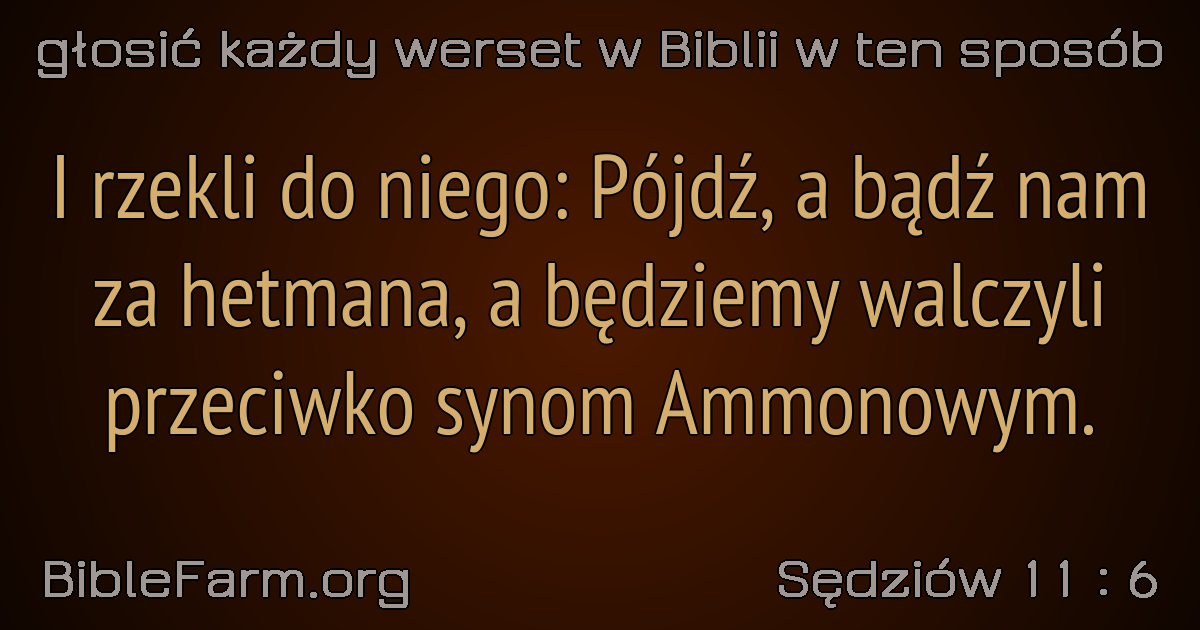 głosić każdy werset w Biblii w ten sposób
I rzekli do niego: Pójdź, a bądź nam
za hetmana, a będziemy walczyli
przeciwko synom Ammonowym.
BibleFarm.org
Sędziów 11 : 6